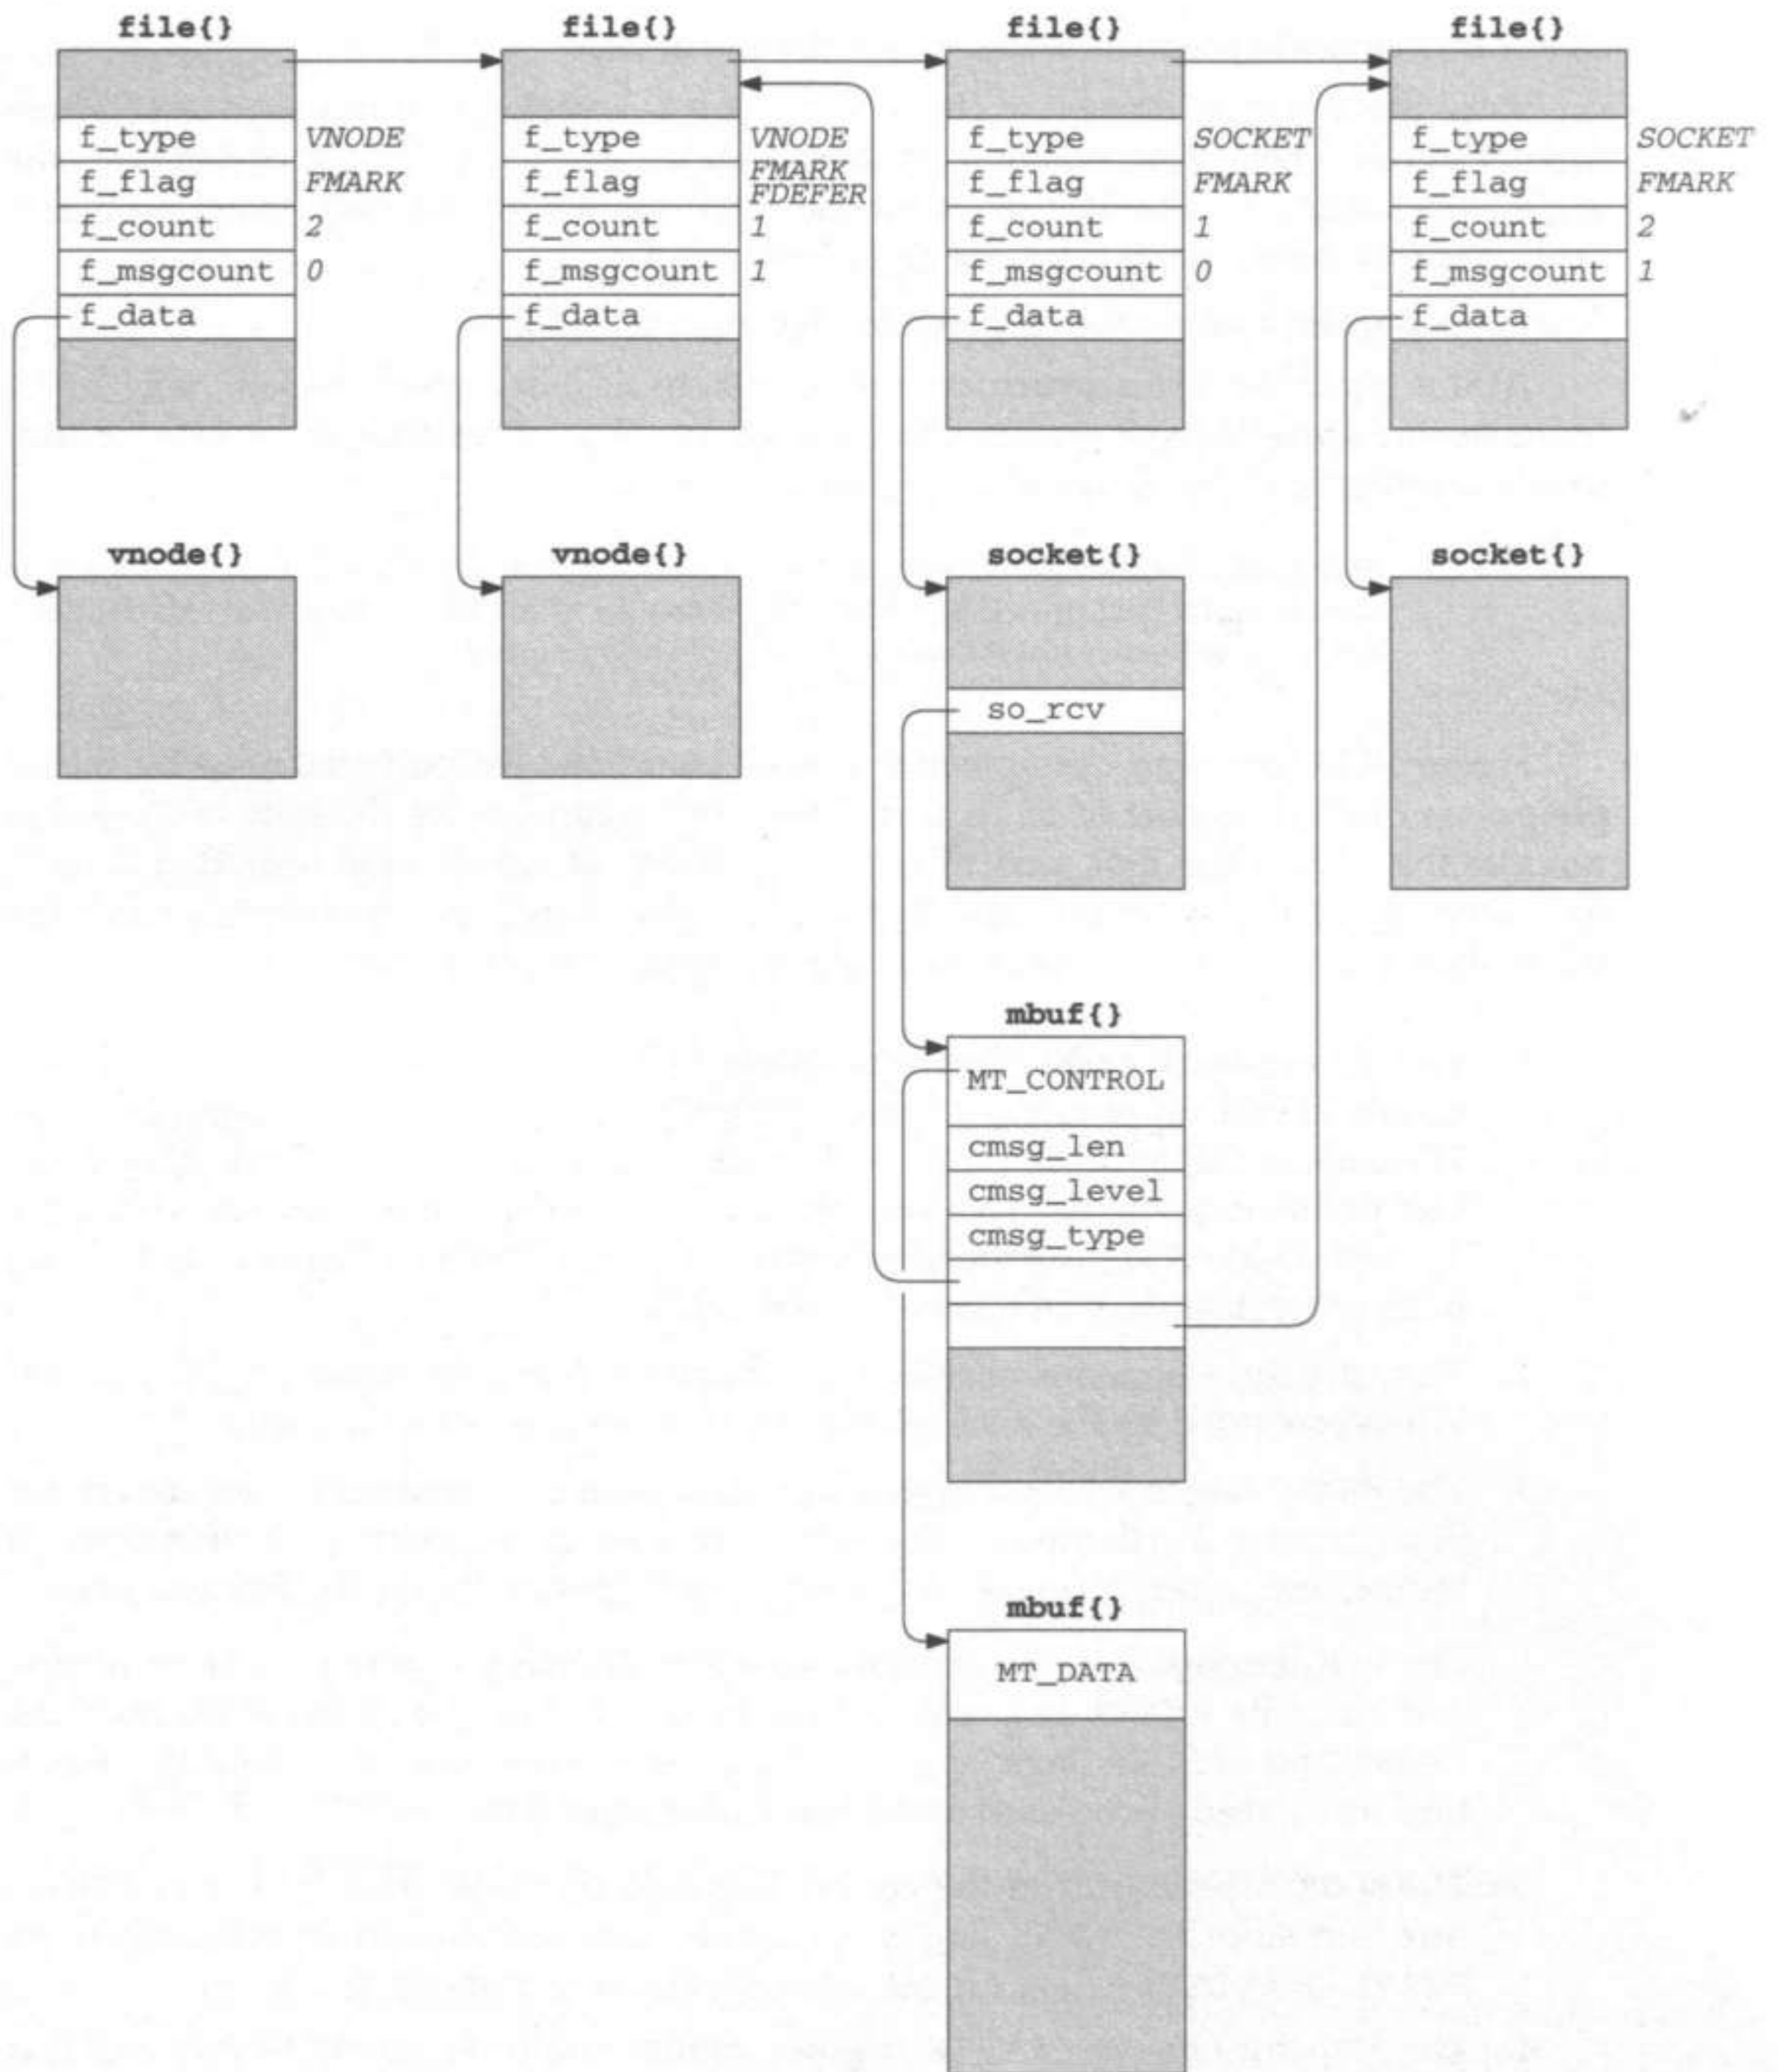 file{} file{} file{} file{}
f_type VNODE f_type VNODE f_type SOCKET f_type SOCKET
f_flag FMARK f_flag FMARK FDEFER f_flag FMARK f_flag FMARK
f_count 2 f_count 1 f_count 1 f_count 2
f_msgcount 0 f_msgcount 1 f_msgcount 0 f_msgcount 1
f_data f_data f_data f_data
vnode{} vnode{} socket{} socket{}
so_rcv
mbuf{}
MT_CONTROL
cmsg_len
cmsg_level
cmsg_type
mbuf{}
MT_DATA